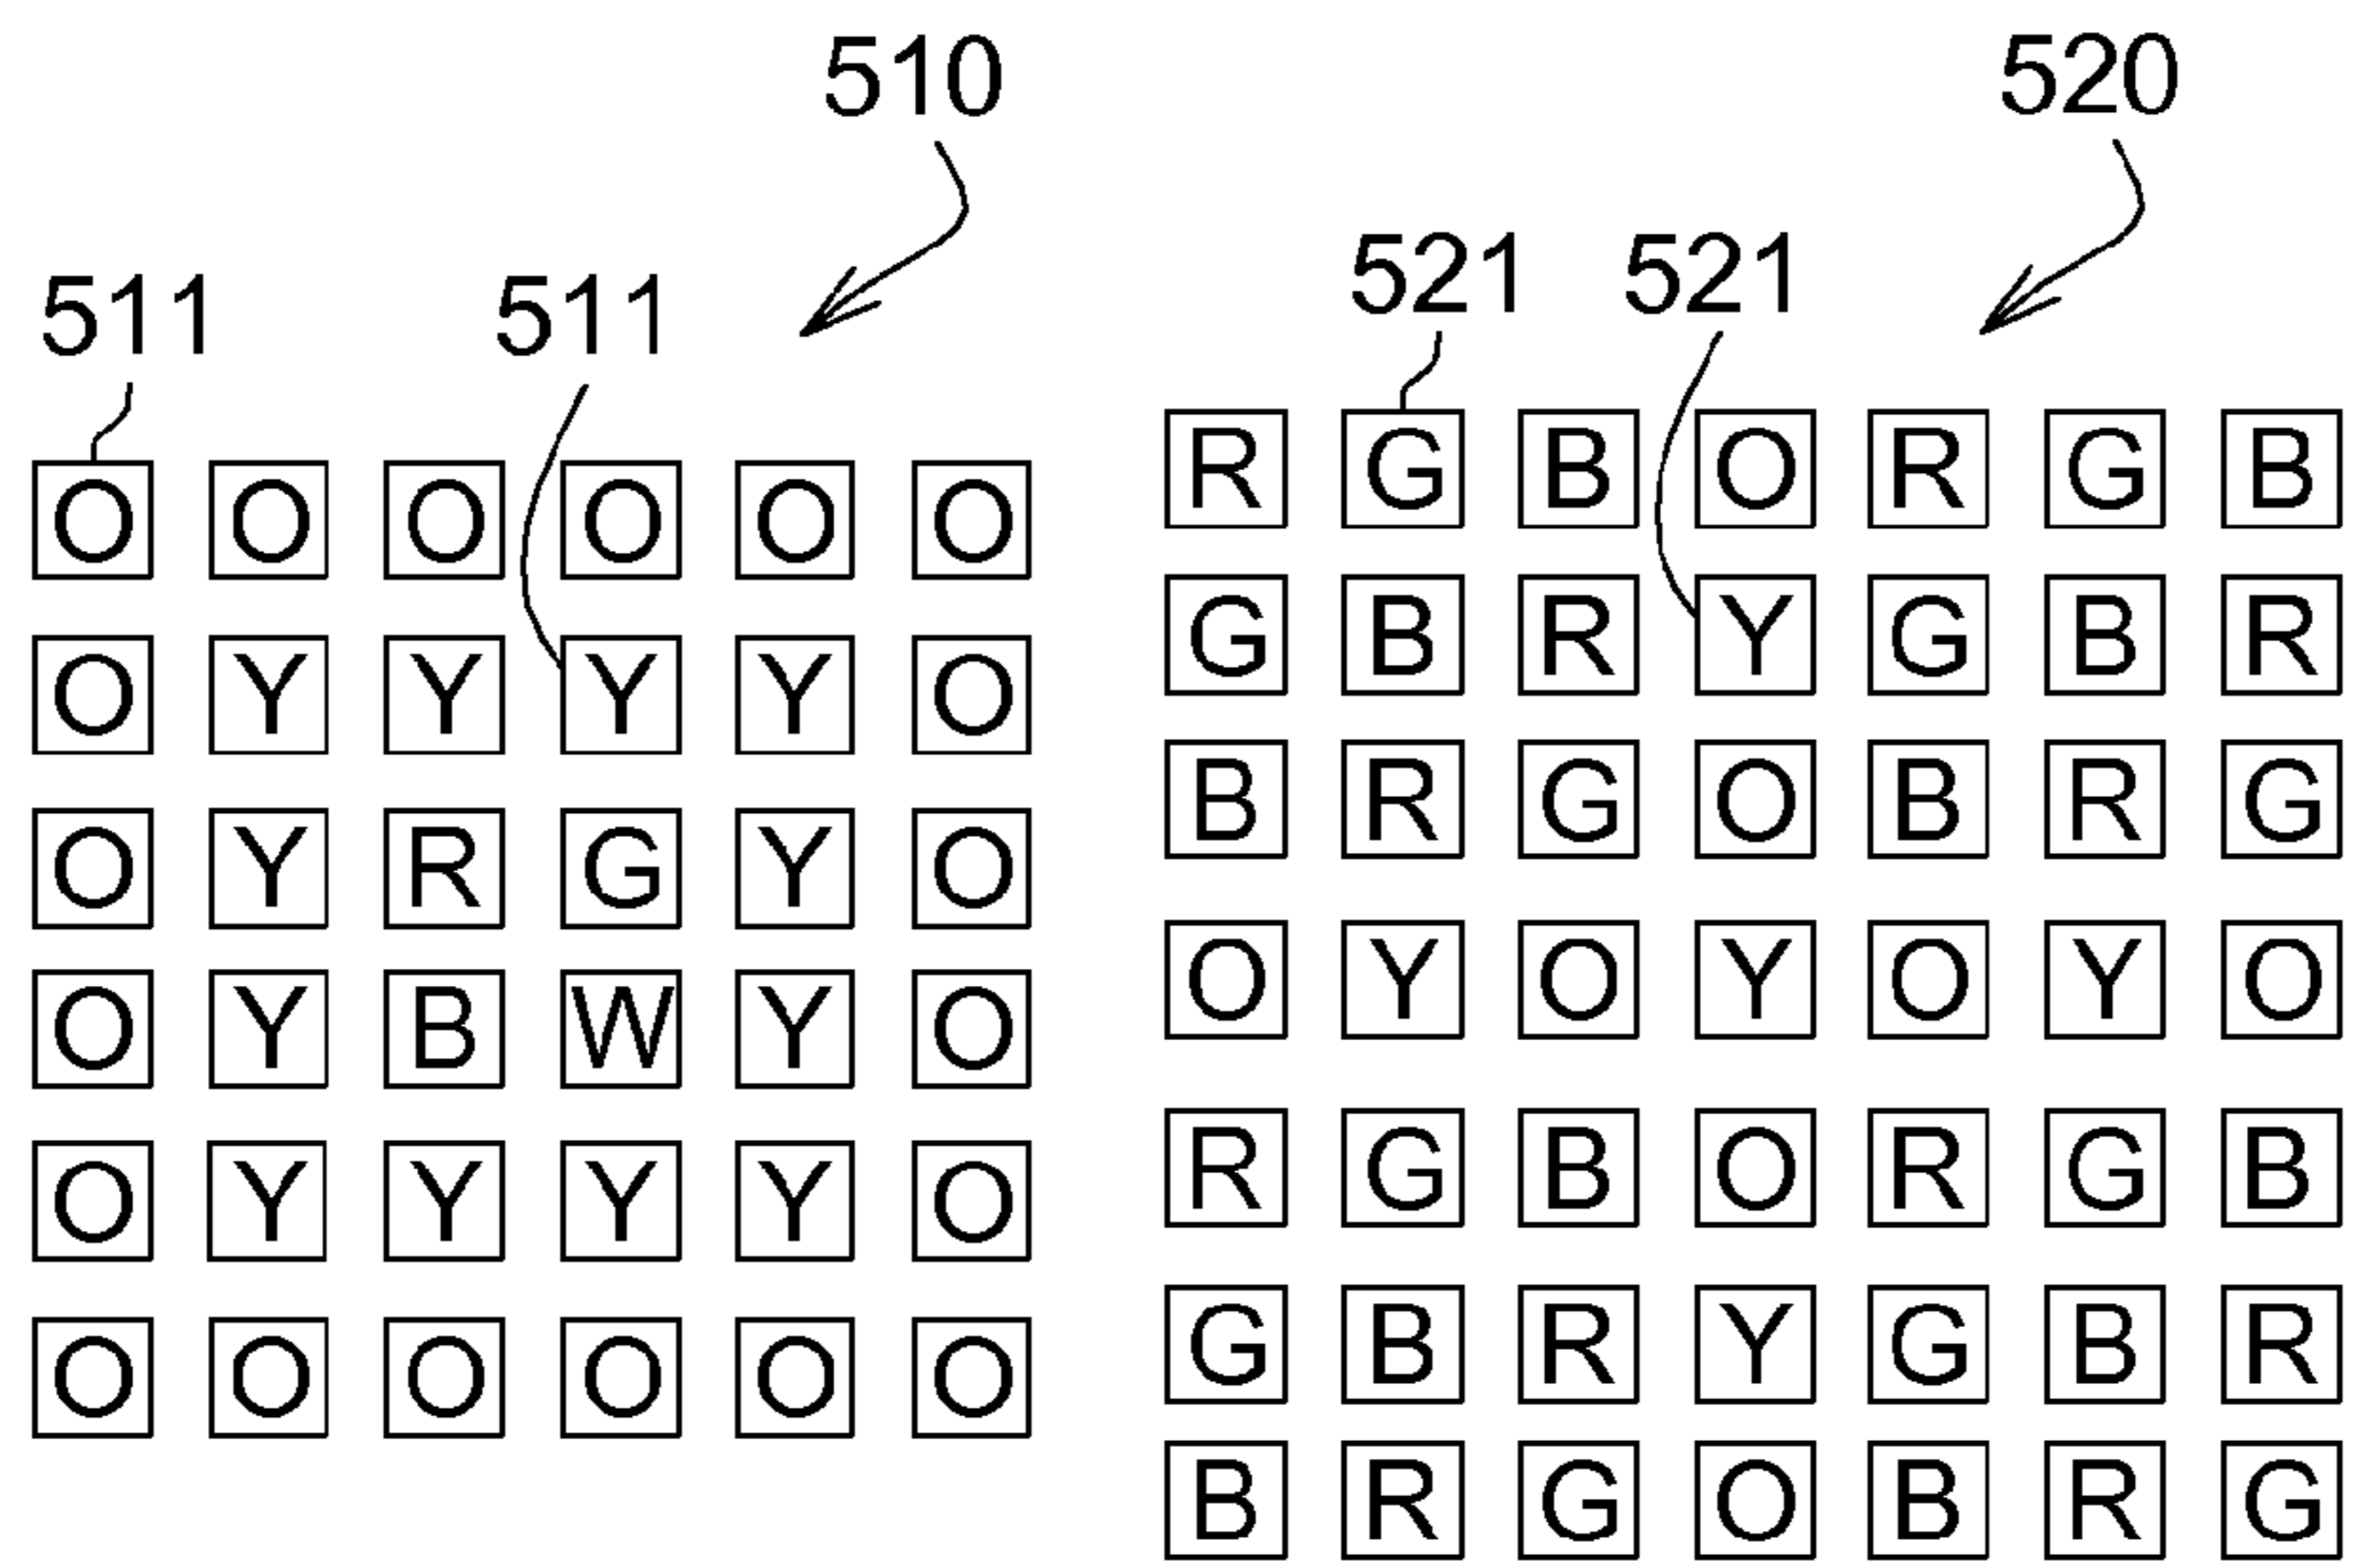 510
511 511
O O O O O O
O Y Y Y Y O
O Y R G Y O
O Y B W Y O
O Y Y Y Y O
O O O O O O
520
521 521
R G B O R G B
G B R Y G B R
B R G O B R G
O Y O Y O Y O
R G B O R G B
G B R Y G B R
B R G O B R G